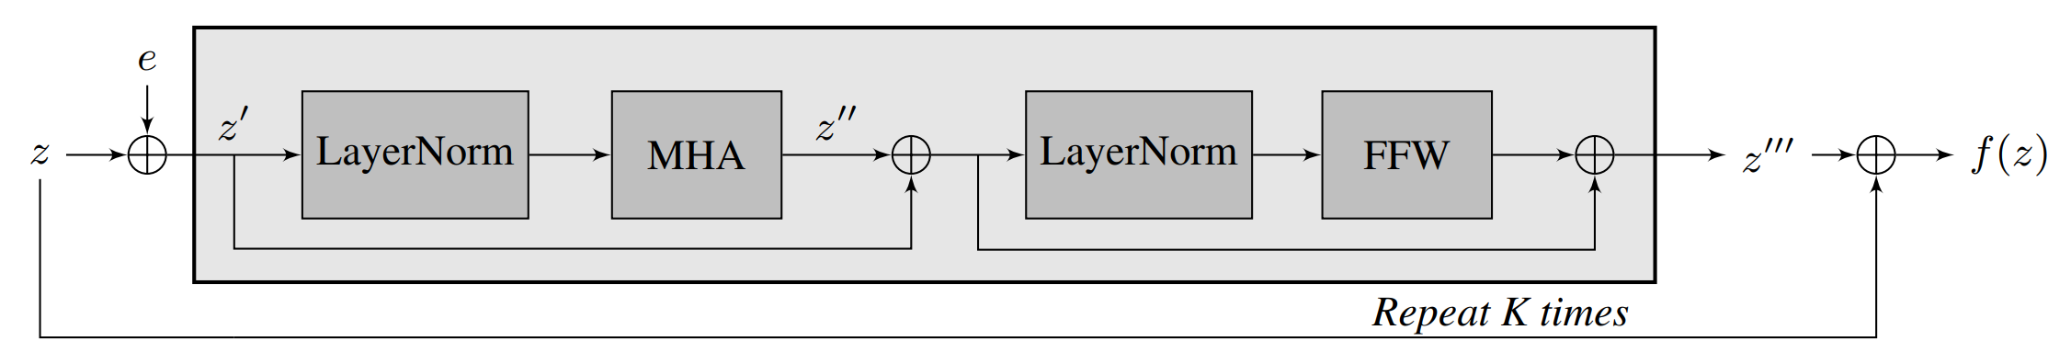 e
z
z′
LayerNorm
MHA
z″
LayerNorm
FFW
z‴
f(z)
Repeat K times